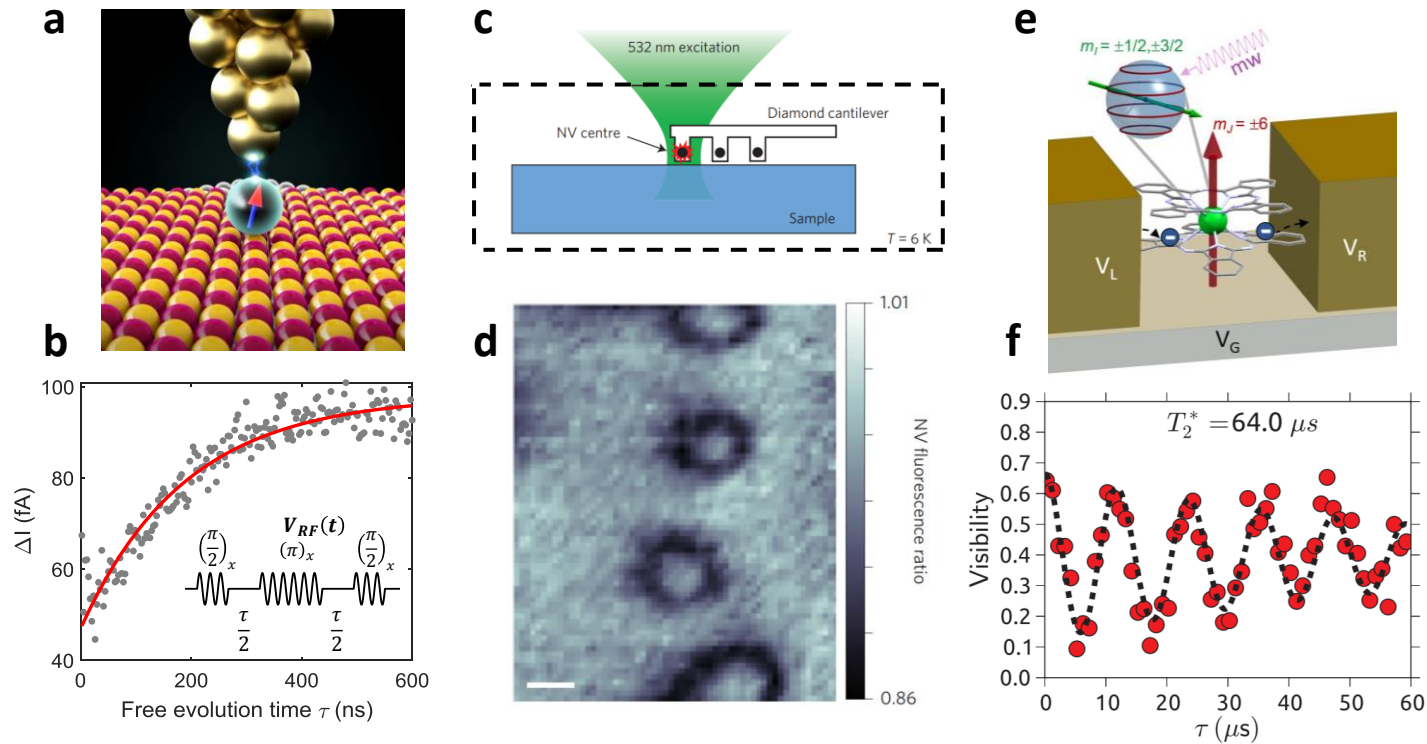 a
b
100
80
60
40
ΔI (fA)
V_RF(t)
(π/2)_x
(π)_x
(π/2)_x
τ/2
τ/2
0
200
400
600
Free evolution time τ (ns)
c
532 nm excitation
Diamond cantilever
NV centre
Sample
T = 6 K
d
1.01
NV fluorescence ratio
0.86
e
m_I = ±1/2,±3/2
mw
m_J = ±6
V_L
V_R
V_G
f
T_2^* = 64.0 μs
0.9
0.8
0.7
0.6
0.5
0.4
0.3
0.2
0.1
0.0
Visibility
0
10
20
30
40
50
60
τ (μs)